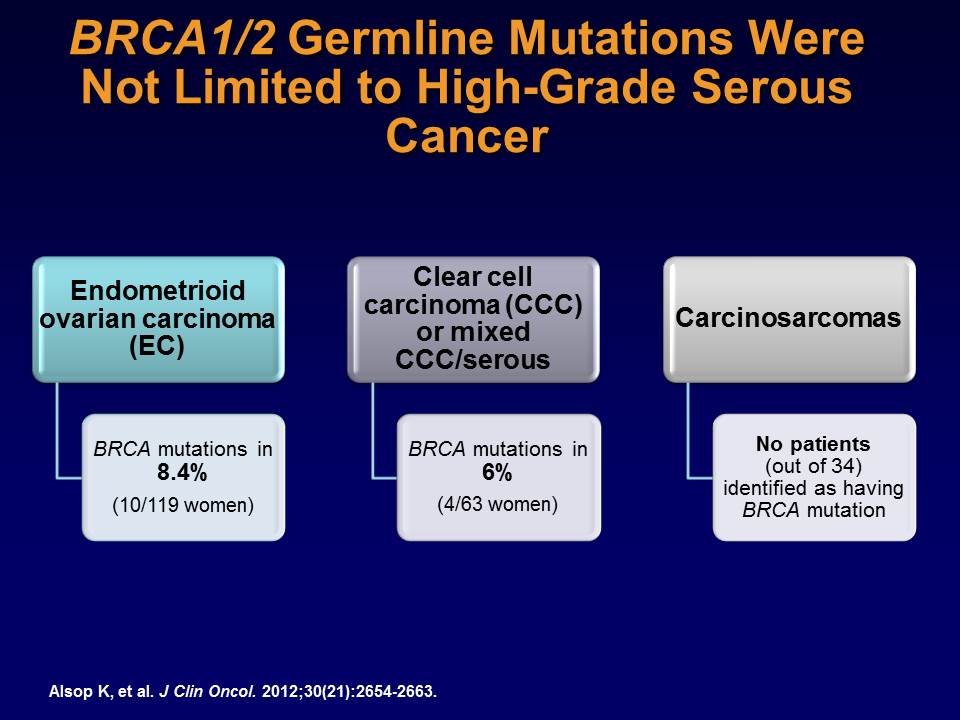 BRCA1/2 Germline Mutations Were
Not Limited to High-Grade Serous
Cancer
Endometrioid
ovarian carcinoma
(EC)
BRCA mutations in
8.4%
(10/119 women)
Clear cell
carcinoma (CCC)
or mixed
CCC/serous
BRCA mutations in
6%
(4/63 women)
Carcinosarcomas
No patients
(out of 34)
identified as having
BRCA mutation
Alsop K, et al. J Clin Oncol. 2012;30(21):2654-2663.